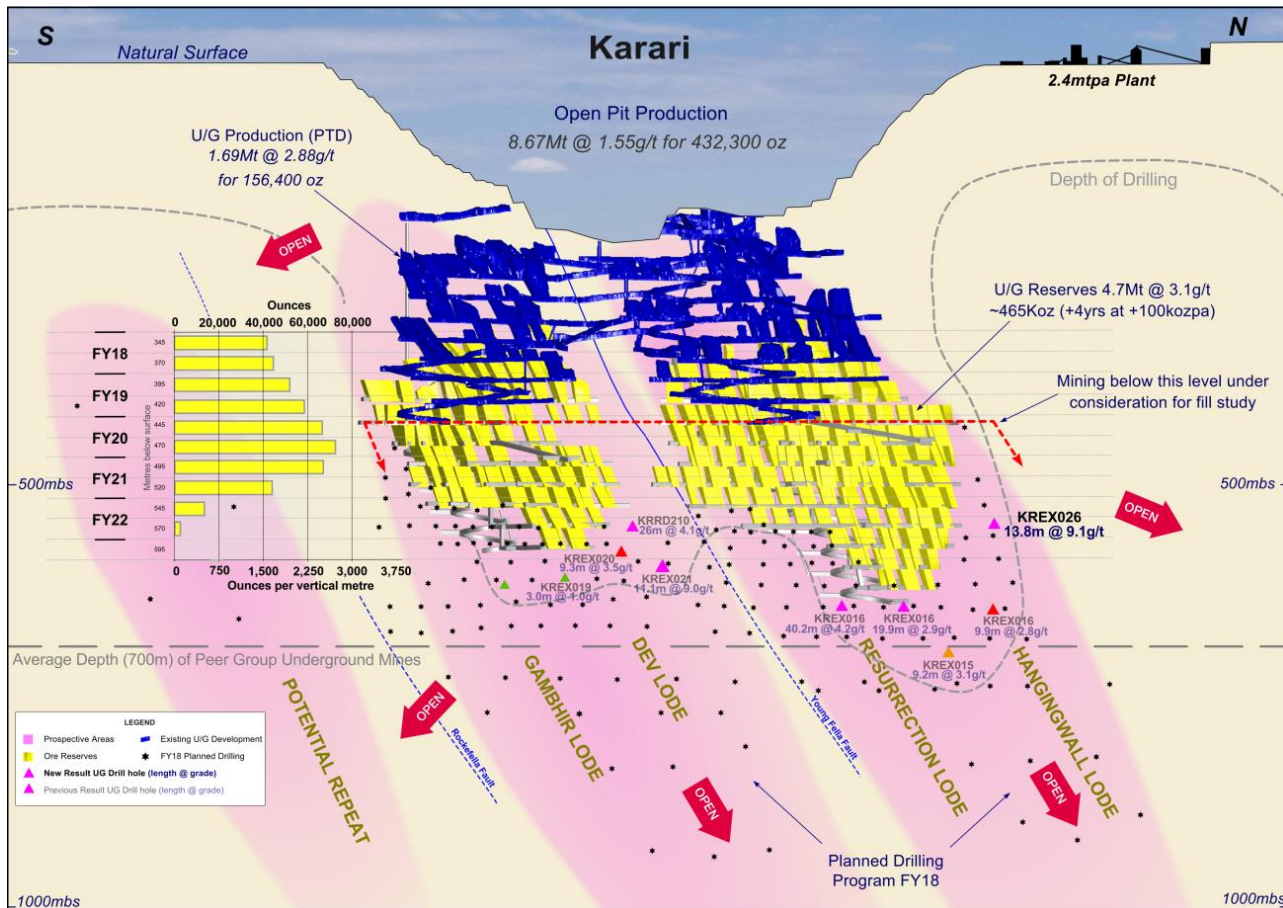 S
Karari
N
Natural Surface
2.4mtpa Plant
Open Pit Production
8.67Mt @ 1.55g/t for 432,300 oz
U/G Production (PTD)
1.69Mt @ 2.88g/t
for 156,400 oz
Depth of Drilling
OPEN
U/G Reserves 4.7Mt @ 3.1g/t
~465Koz (+4yrs at +100kozpa)
Mining below this level under
consideration for fill study
Ounces
0 20,000 40,000 60,000 80,000
FY18
FY19
FY20
FY21
FY22
Metres below surface
345
370
395
420
445
470
495
520
545
570
595
0 750 1,500 2,250 3,000 3,750
Ounces per vertical metre
500mbs
500mbs
OPEN
KREX026
13.8m @ 9.1g/t
KRRD210
26m @ 4.1g/t
KREX020
9.3m @ 3.5g/t
KREX021
11.1m @ 9.0g/t
KREX019
3.0m @ 1.0g/t
KREX016
40.2m @ 4.2g/t
KREX016
19.9m @ 2.9g/t
KREX016
9.9m @ 2.8g/t
KREX015
9.2m @ 3.1g/t
Average Depth (700m) of Peer Group Underground Mines
POTENTIAL REPEAT
GAMBHIR LODE
DEV LODE
RESURRECTION LODE
HANGINGWALL LODE
Rockefella Fault
Young Fella Fault
OPEN
OPEN
OPEN
LEGEND
Prospective Areas
Existing U/G Development
Ore Reserves
FY18 Planned Drilling
New Result UG Drill hole (length @ grade)
Previous Result UG Drill hole (length @ grade)
Planned Drilling
Program FY18
1000mbs
1000mbs